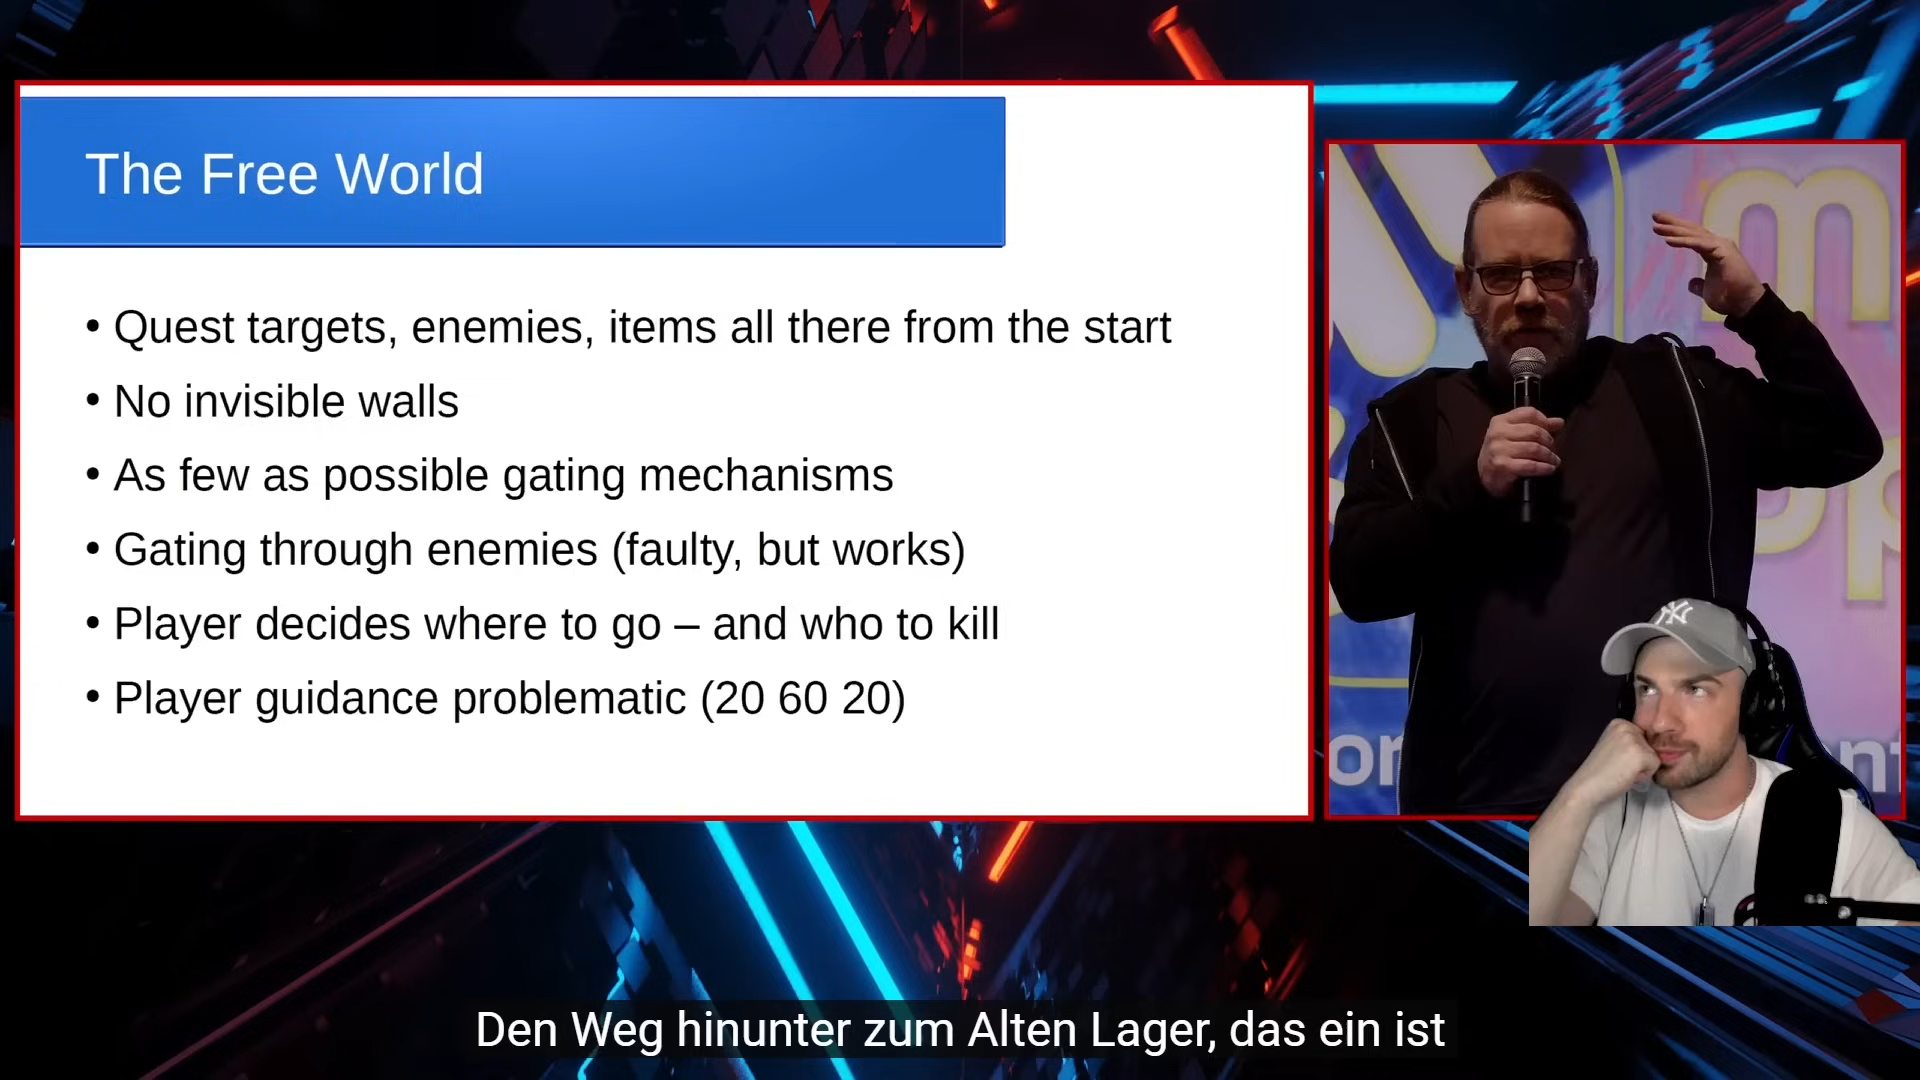 The Free World
• Quest targets, enemies, items all there from the start
• No invisible walls
• As few as possible gating mechanisms
• Gating through enemies (faulty, but works)
• Player decides where to go – and who to kill
• Player guidance problematic (20 60 20)
NY
Den Weg hinunter zum Alten Lager, das ein ist